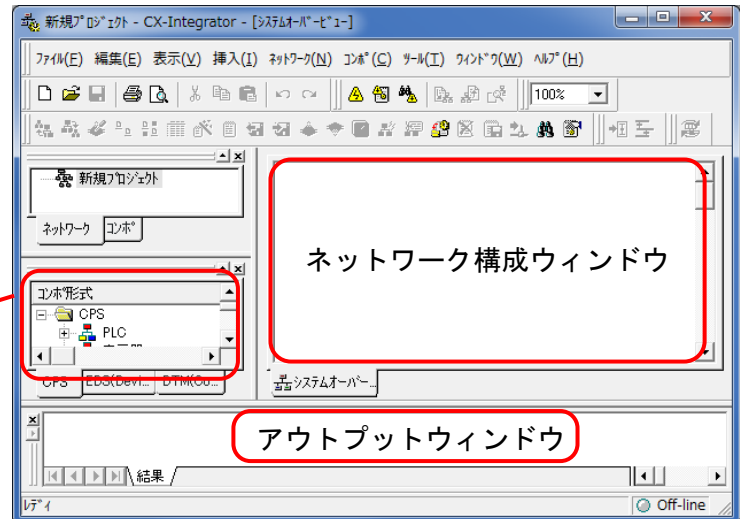 新規ﾌﾟﾛｼﾞｪｸﾄ - CX-Integrator - [ｼｽﾃﾑｵｰﾊﾞｰﾋﾞｭｰ]
ﾌｧｲﾙ(F) 編集(E) 表示(V) 挿入(I) ﾈｯﾄﾜｰｸ(N) ｺﾝﾎﾟ(C) ﾂｰﾙ(T) ｳｨﾝﾄﾞｳ(W) ﾍﾙﾌﾟ(H)
100%
新規ﾌﾟﾛｼﾞｪｸﾄ
ﾈｯﾄﾜｰｸ ｺﾝﾎﾟ
ネットワーク構成ウィンドウ
ｺﾝﾎﾟ形式
CPS
PLC
CPS EDS(Devi... DTM(Co...
ｼｽﾃﾑｵｰﾊﾞｰ...
アウトプットウィンドウ
結果
ﾚﾃﾞｨ
Off-line